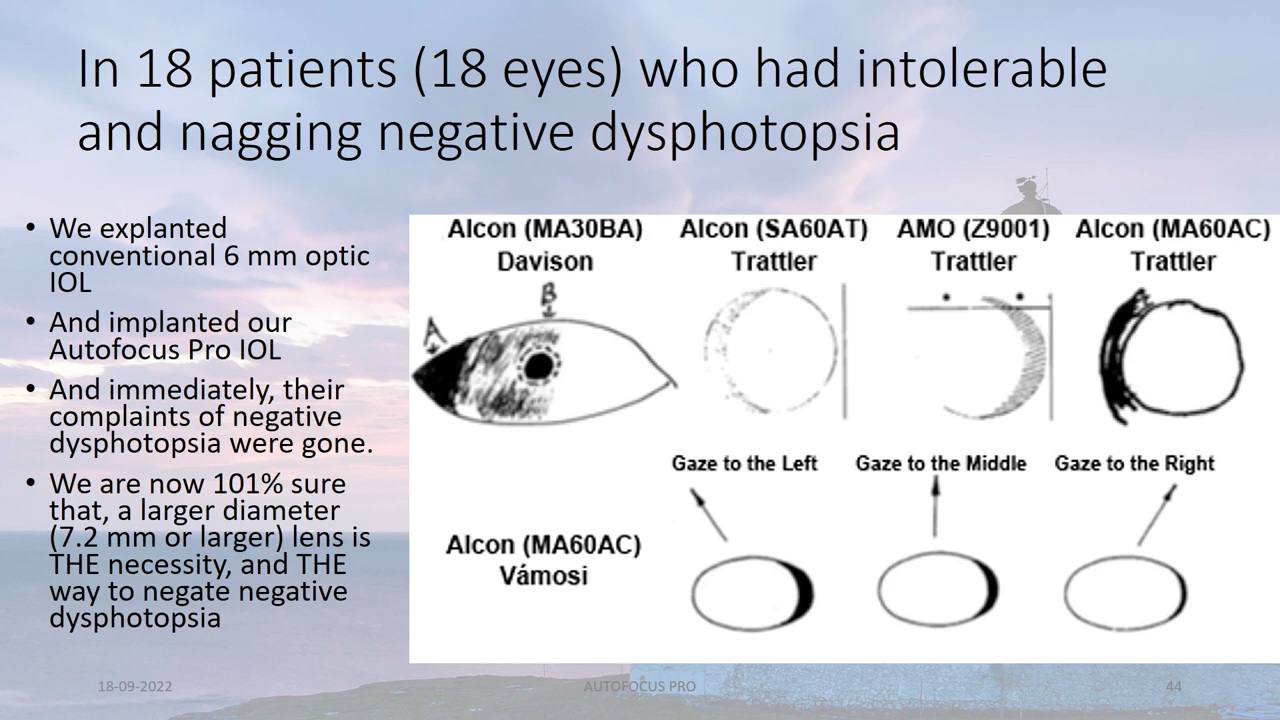 In 18 patients (18 eyes) who had intolerable
and nagging negative dysphotopsia
• We explanted
conventional 6 mm optic
IOL
• And implanted our
Autofocus Pro IOL
• And immediately, their
complaints of negative
dysphotopsia were gone.
• We are now 101% sure
that, a larger diameter
(7.2 mm or larger) lens is
THE necessity, and THE
way to negate negative
dysphotopsia
Alcon (MA30BA)
Davison
Alcon (SA60AT)
Trattler
AMO (Z9001)
Trattler
Alcon (MA60AC)
Trattler
A
B
Gaze to the Left
Gaze to the Middle
Gaze to the Right
Alcon (MA60AC)
Vámosi
18-09-2022
AUTOFOCUS PRO
44